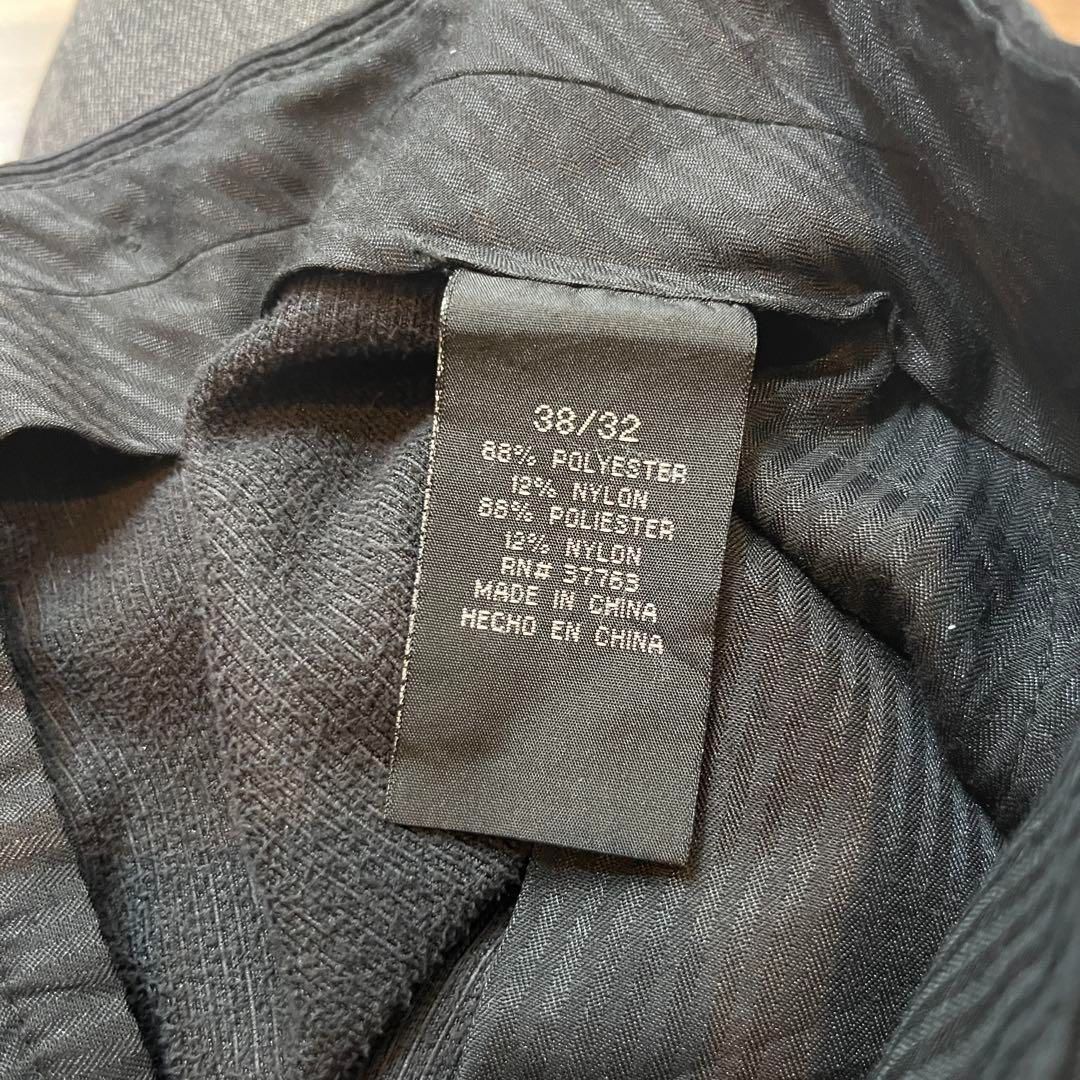 38/32
88% POLYESTER
12% NYLON
88% POLIESTER
12% NYLON
RN# 37763
MADE IN CHINA
HECHO EN CHINA